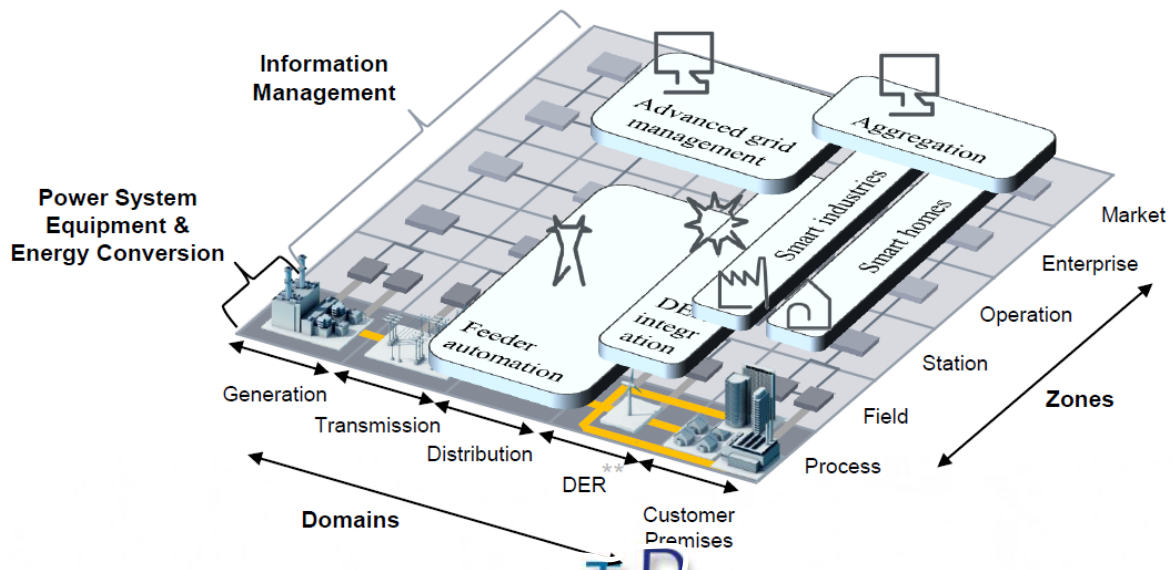 Information
Management
Power System
Equipment &
Energy Conversion
Advanced grid
management
Aggregation
Smart industries
Smart homes
Feeder
automation
integr
ation
Market
Enterprise
Operation
Station
Field
Process
Zones
Generation
Transmission
Distribution
DER**
Customer
Premises
Domains